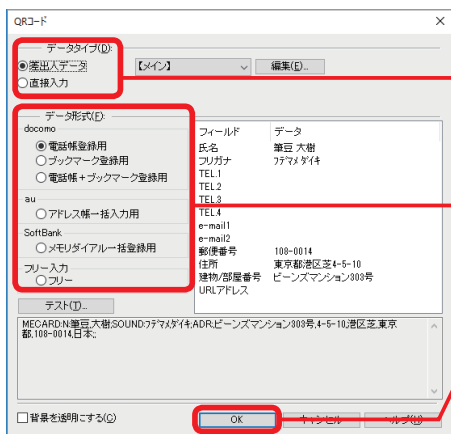 QRコード
データタイプ(D):
差出人データ 【メイン】 編集(E)...
直接入力
データ形式(F):
docomo
電話帳登録用
ブックマーク登録用
電話帳+ブックマーク登録用
au
アドレス帳一括入力用
SoftBank
メモリダイアル一括登録用
フリー入力
フリー
フィールド データ
氏名 筆豆 大樹
フリガナ フデマメ ダイキ
TEL.1
TEL.2
TEL.3
TEL.4
e-mail1
e-mail2
郵便番号 108-0014
住所 東京都港区芝4-5-10
建物/部屋番号 ビーンズマンション303号
URLアドレス
テスト(T)...
MECARD:N:筆豆,大樹;SOUND:フデマメ,ダイキ;ADR:ビーンズマンション303号,4-5-10,港区芝,東京
都,108-0014,日本;;
背景を透明にする(C) OK キャンセル ヘルプ(H)